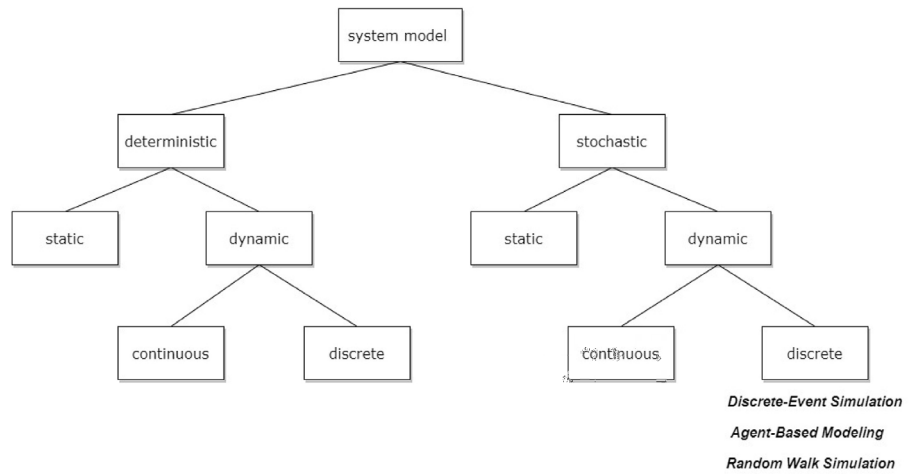 system model
deterministic
stochastic
static
dynamic
static
dynamic
continuous
discrete
continuous
discrete
Discrete-Event Simulation
Agent-Based Modeling
Random Walk Simulation